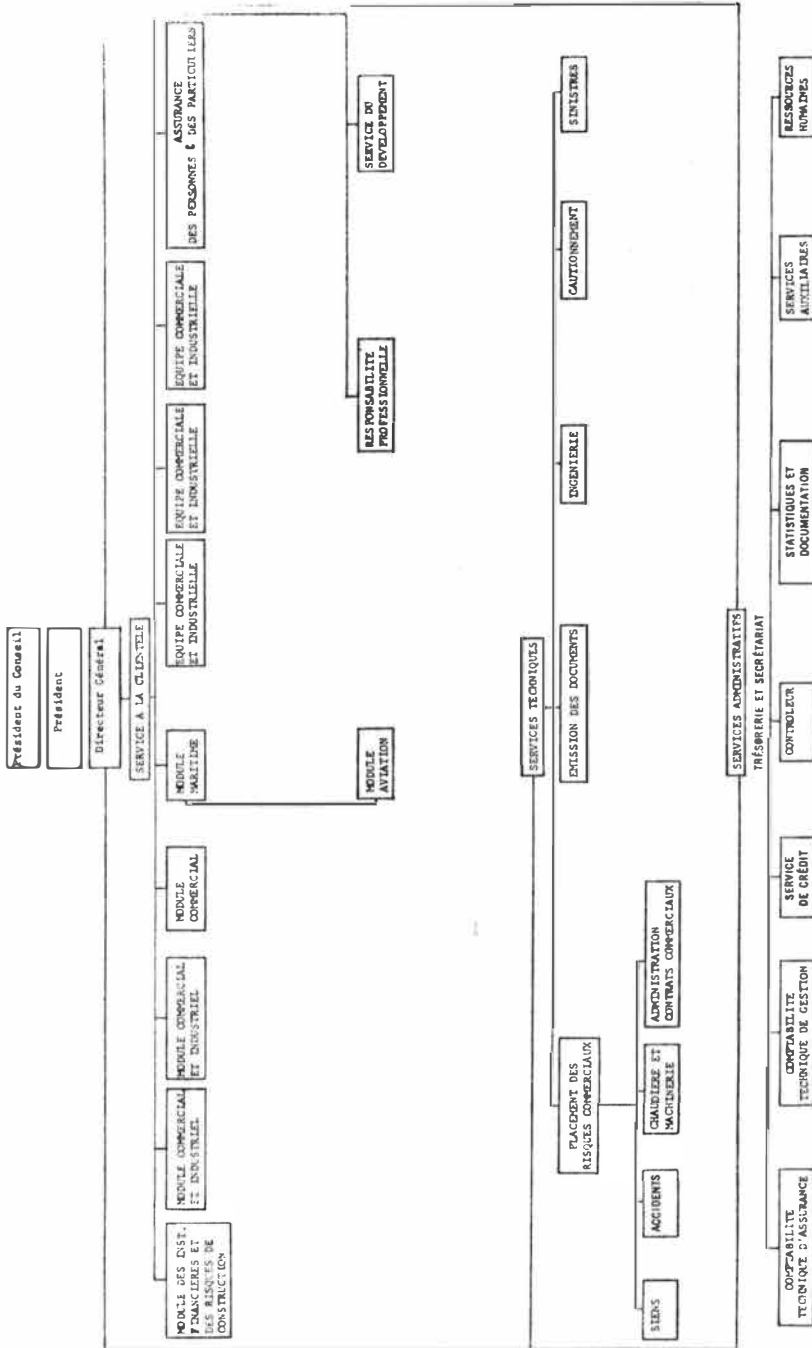 Président du Conseil
Président
Directeur Général
SERVICE A LA CLIENTELE
MODULE DES INST.
FINANCIERES ET
DES RISQUES DE
CONSTRUCTION
MODULE COMMERCIAL
ET INDUSTRIEL
MODULE COMMERCIAL
ET INDUSTRIEL
MODULE
COMMERCIAL
MODULE
MARITIME
EQUIPE COMMERCIALE
ET INDUSTRIELLE
EQUIPE COMMERCIALE
ET INDUSTRIELLE
EQUIPE COMMERCIALE
ET INDUSTRIELLE
ASSURANCE
DES PERSONNES & DES PARTICULIERS
MODULE
AVIATION
RESPONSABILITE
PROFESSIONNELLE
SERVICE DU
DEVELOPPEMENT
SERVICES TECHNIQUES
PLACEMENT DES
RISQUES COMMERCIAUX
EMISSION DES DOCUMENTS
INGENIERIE
CAUTIONNEMENT
SINISTRES
BIENS
ACCIDENTS
CHAUDIERE ET
MACHINERIE
ADMINISTRATION
CONTRATS COMMERCIAUX
SERVICES ADMINISTRATIFS
TRÉSORERIE ET SECRÉTARIAT
COMPTABILITE
TECHNIQUE D'ASSURANCE
COMPTABILITE
TECHNIQUE DE GESTION
SERVICE
DE CRÉDIT
CONTROLEUR
STATISTIQUES ET
DOCUMENTATION
SERVICES
AUXILIAIRES
RESSOURCES
HUMAINES